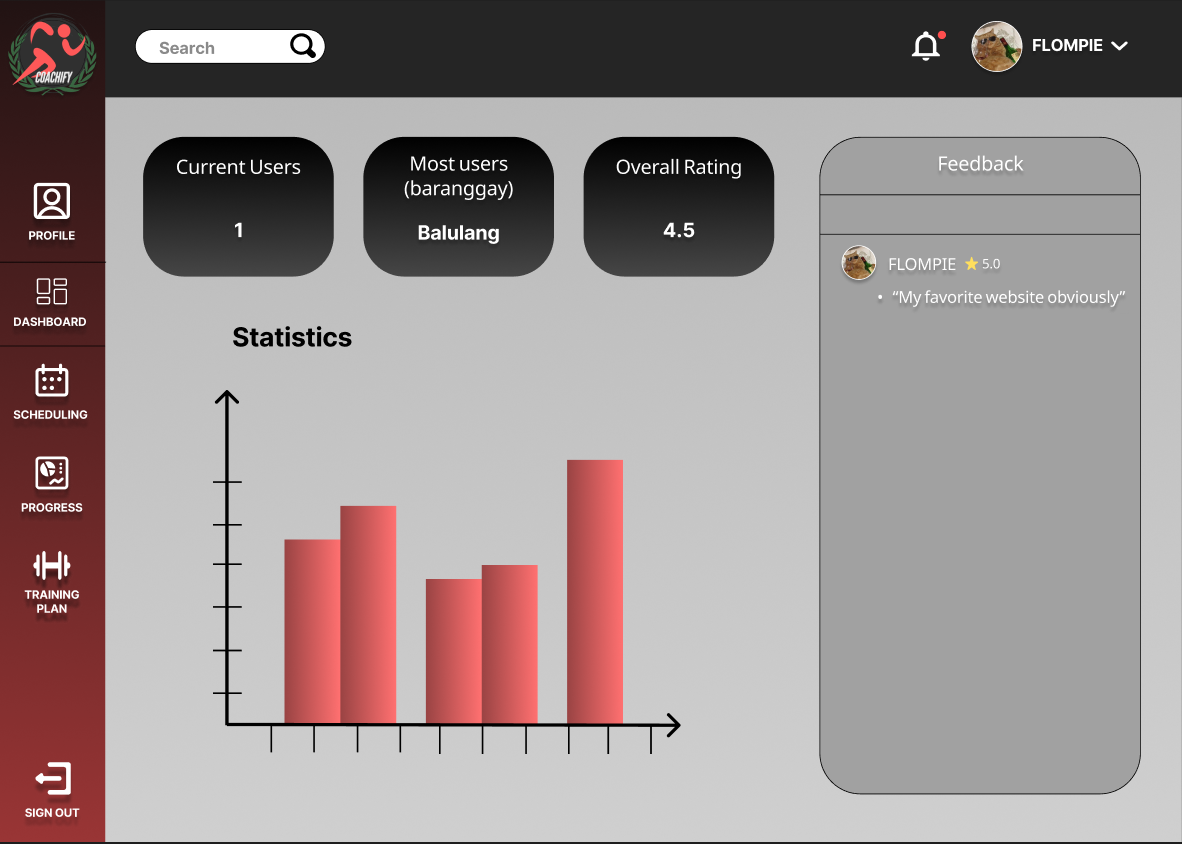 COACHIFY
Search
FLOMPIE
PROFILE
DASHBOARD
SCHEDULING
PROGRESS
TRAINING
PLAN
SIGN OUT
Current Users
1
Most users
(baranggay)
Balulang
Overall Rating
4.5
Statistics
Feedback
FLOMPIE ⭐ 5.0
• “My favorite website obviously”